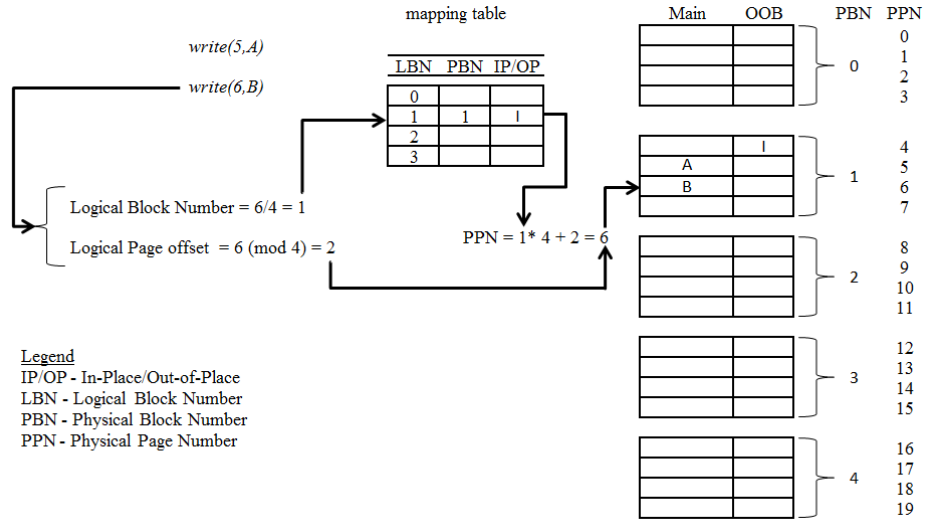 mapping table
Main OOB PBN PPN
write(5,A)
write(6,B)
LBN PBN IP/OP
0
1 1 I
2
3
Logical Block Number = 6/4 = 1
Logical Page offset = 6 (mod 4) = 2
PPN = 1* 4 + 2 = 6
0
0
1
2
3
I
A
B
1
4
5
6
7
2
8
9
10
11
3
12
13
14
15
4
16
17
18
19
Legend
IP/OP - In-Place/Out-of-Place
LBN - Logical Block Number
PBN - Physical Block Number
PPN - Physical Page Number